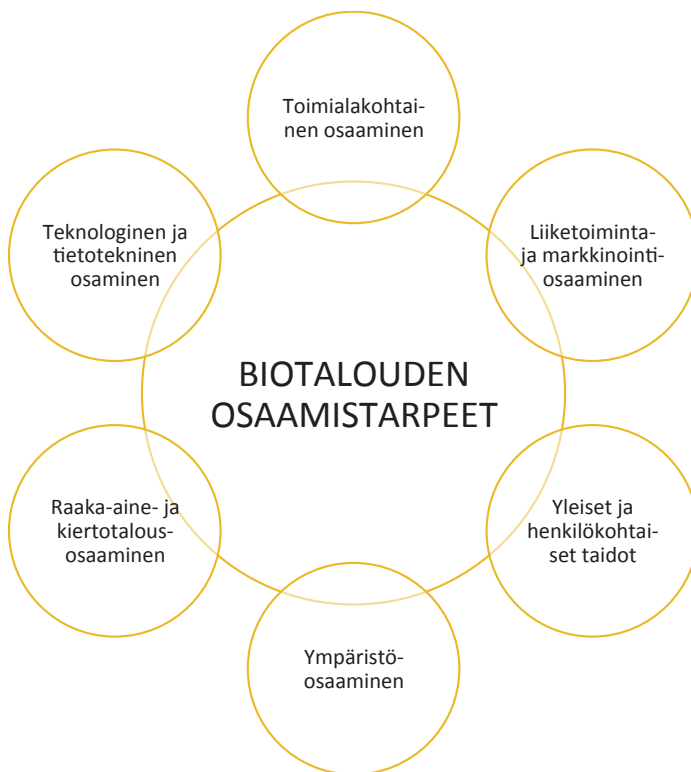 Toimialakohtai-
nen osaaminen
Teknologinen ja
tietotekninen
osaminen
Liiketoiminta-
ja markkinointi-
osaaminen
BIOTALOUDEN
OSAAMISTARPEET
Raaka-aine- ja
kiertotalous-
osaaminen
Yleiset ja
henkilökohtai-
set taidot
Ympäristö-
osaaminen